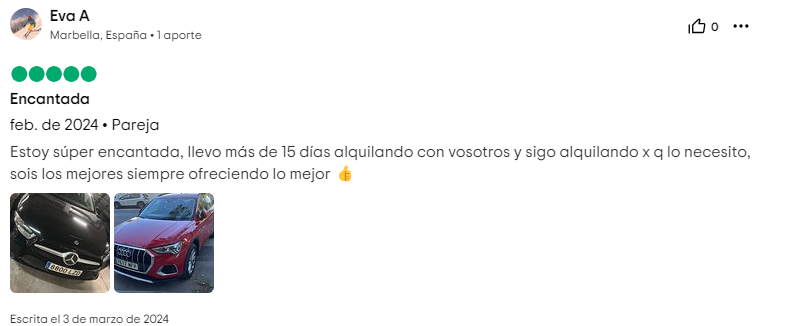 Eva A
Marbella, España • 1 aporte
0
Encantada
feb. de 2024 • Pareja
Estoy súper encantada, llevo más de 15 días alquilando con vosotros y sigo alquilando x q lo necesito,
sois los mejores siempre ofreciendo lo mejor 👍
Escrita el 3 de marzo de 2024